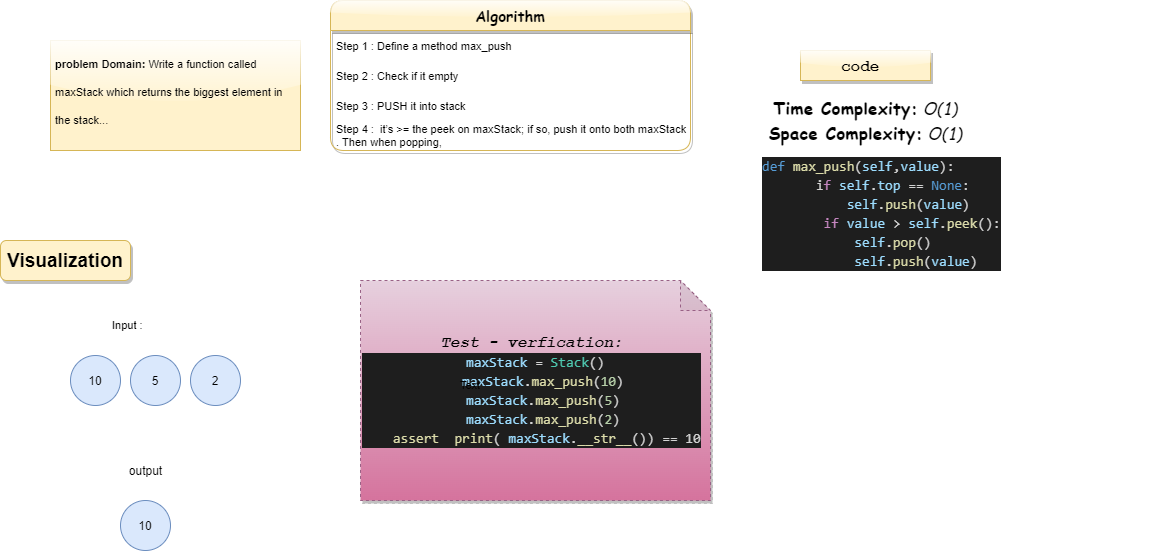 problem Domain: Write a function called
maxStack which returns the biggest element in
the stack...
Algorithm
Step 1 : Define a method max_push
Step 2 : Check if it empty
Step 3 : PUSH it into stack
Step 4 :  it's >= the peek on maxStack; if so, push it onto both maxStack
. Then when popping,
code
Time Complexity: O(1)
Space Complexity: O(1)
def max_push(self,value):
if self.top == None:
self.push(value)
if value > self.peek():
self.pop()
self.push(value)
Visualization
Input :
10 5 2
output
10
Test - verfication:
maxStack = Stack()
maxStack.max_push(10)
maxStack.max_push(5)
maxStack.max_push(2)
assert  print( maxStack.__str__()) == 10